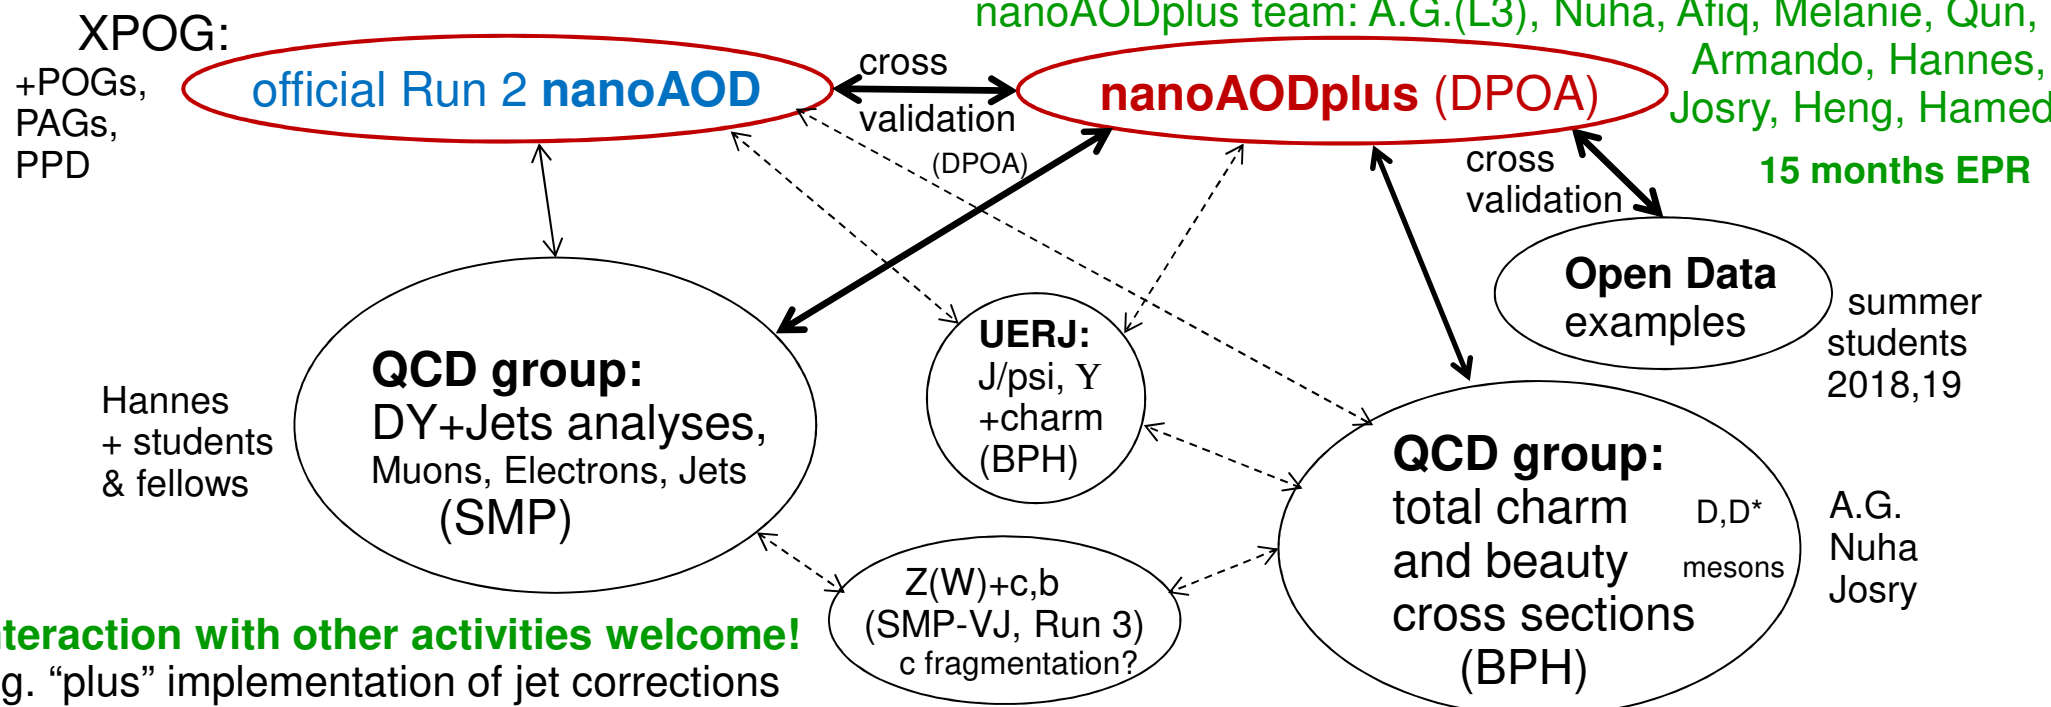 nanoAODplus team: A.G.(L3), Nuha, Afiq, Melanie, Qun,
Armando, Hannes,
Josry, Heng, Hamed
15 months EPR
XPOG:
+POGs,
PAGs,
PPD
official Run 2 nanoAOD
cross
validation
(DPOA)
nanoAODplus (DPOA)
cross
validation
Open Data
examples
summer
students
2018,19
Hannes
+ students
& fellows
QCD group:
DY+Jets analyses,
Muons, Electrons, Jets
(SMP)
UERJ:
J/psi, Υ
+charm
(BPH)
QCD group:
total charm D,D*
and beauty mesons
cross sections
(BPH)
A.G.
Nuha
Josry
Z(W)+c,b
(SMP-VJ, Run 3)
c fragmentation?
nteraction with other activities welcome!
g. “plus” implementation of jet corrections